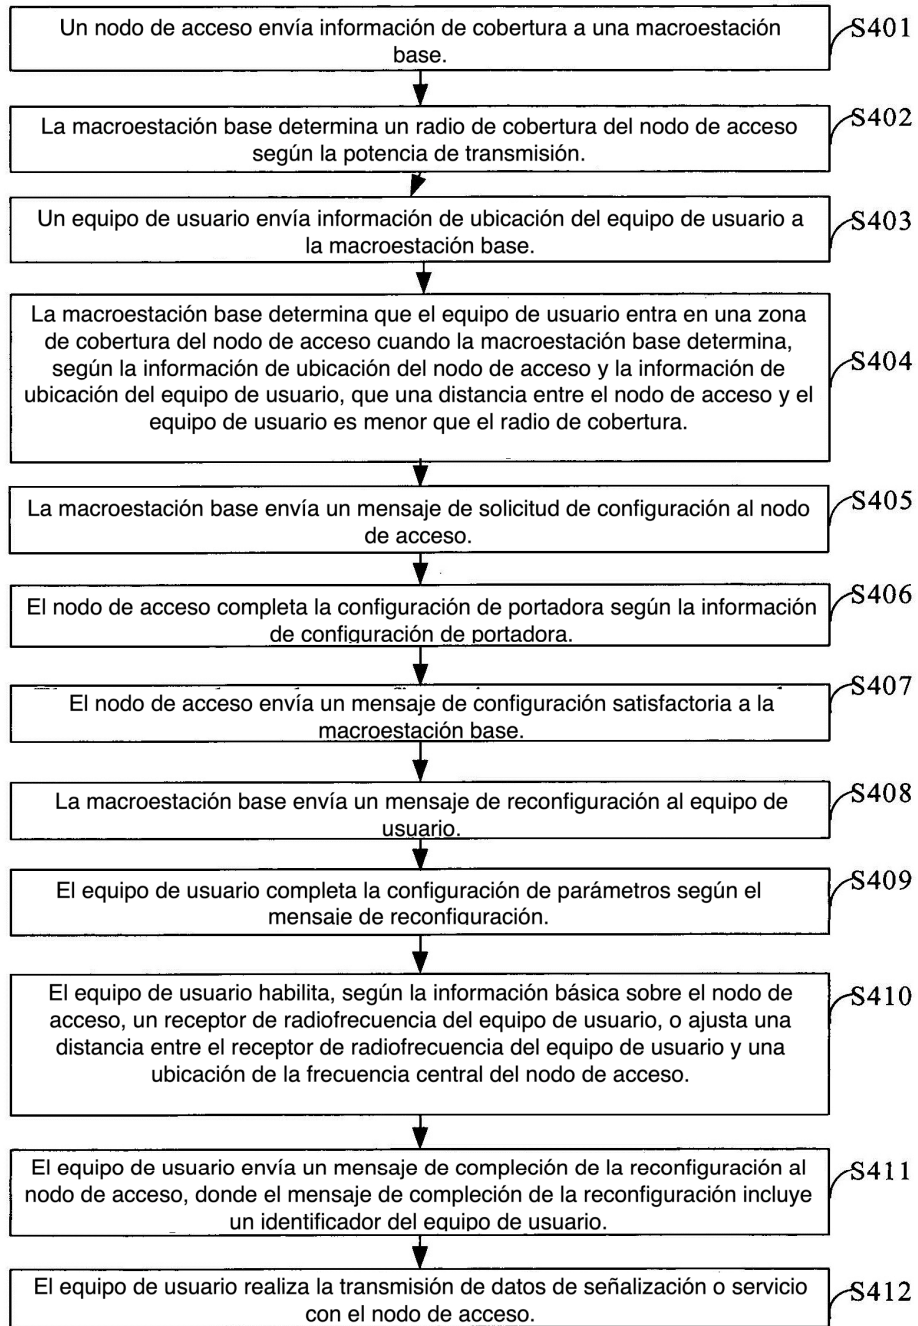 Un nodo de acceso envía información de cobertura a una macroestación
base.
S401
La macroestación base determina un radio de cobertura del nodo de acceso
según la potencia de transmisión.
S402
Un equipo de usuario envía información de ubicación del equipo de usuario a
la macroestación base.
S403
La macroestación base determina que el equipo de usuario entra en una zona
de cobertura del nodo de acceso cuando la macroestación base determina,
según la información de ubicación del nodo de acceso y la información de
ubicación del equipo de usuario, que una distancia entre el nodo de acceso y el
equipo de usuario es menor que el radio de cobertura.
S404
La macroestación base envía un mensaje de solicitud de configuración al nodo
de acceso.
S405
El nodo de acceso completa la configuración de portadora según la información
de configuración de portadora.
S406
El nodo de acceso envía un mensaje de configuración satisfactoria a la
macroestación base.
S407
La macroestación base envía un mensaje de reconfiguración al equipo de
usuario.
S408
El equipo de usuario completa la configuración de parámetros según el
mensaje de reconfiguración.
S409
El equipo de usuario habilita, según la información básica sobre el nodo de
acceso, un receptor de radiofrecuencia del equipo de usuario, o ajusta una
distancia entre el receptor de radiofrecuencia del equipo de usuario y una
ubicación de la frecuencia central del nodo de acceso.
S410
El equipo de usuario envía un mensaje de compleción de la reconfiguración al
nodo de acceso, donde el mensaje de compleción de la reconfiguración incluye
un identificador del equipo de usuario.
S411
El equipo de usuario realiza la transmisión de datos de señalización o servicio
con el nodo de acceso.
S412